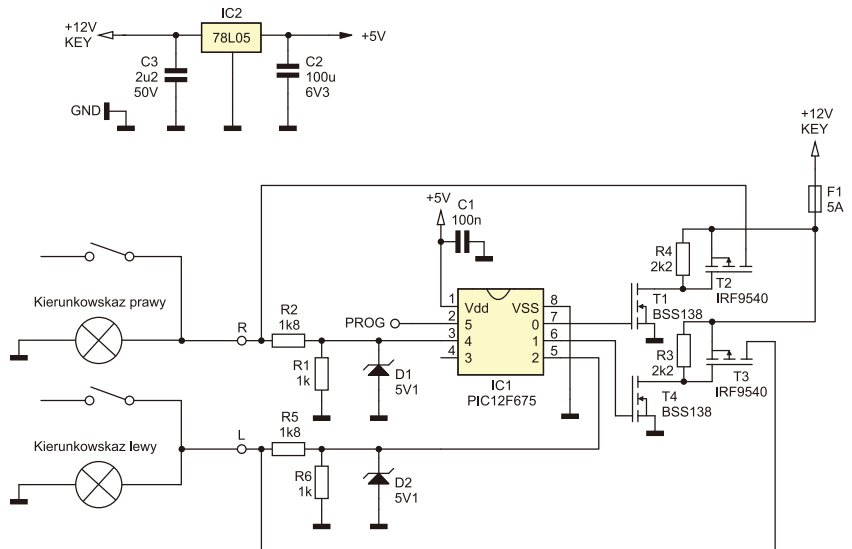 IC2
+12V
KEY
78L05
+5V
C3
2u2
50V
C2
100u
6V3
GND
+12V
KEY
F1
5A
+5V
C1
100n
R4
2k2
T2
IRF9540
Kierunkowskaz prawy
R
R2
1k8
PROG
1
2
3
4
Vdd
5
4
3
VSS
0
1
2
8
7
6
5
T1
BSS138
R1
1k
D1
5V1
IC1
PIC12F675
R3
2k2
T3
IRF9540
T4
BSS138
Kierunkowskaz lewy
L
R5
1k8
R6
1k
D2
5V1